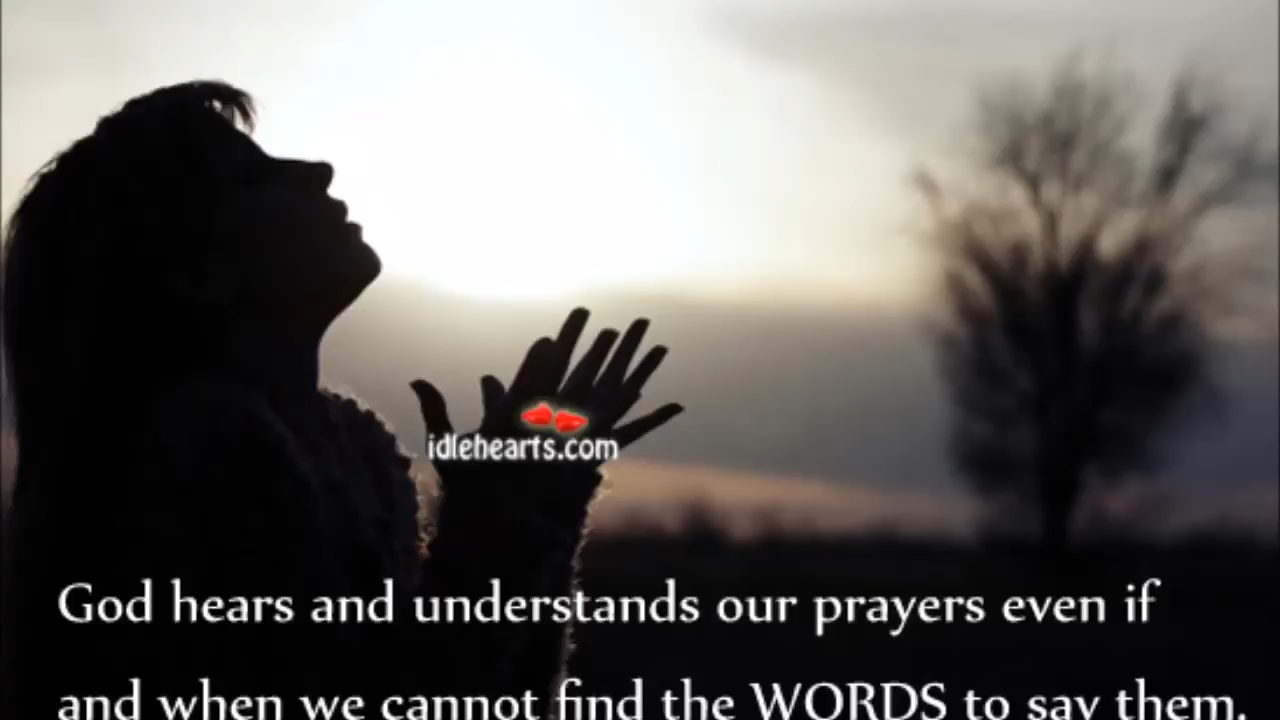 idlehearts.com
God hears and understands our prayers even if
and when we cannot find the WORDS to say them.